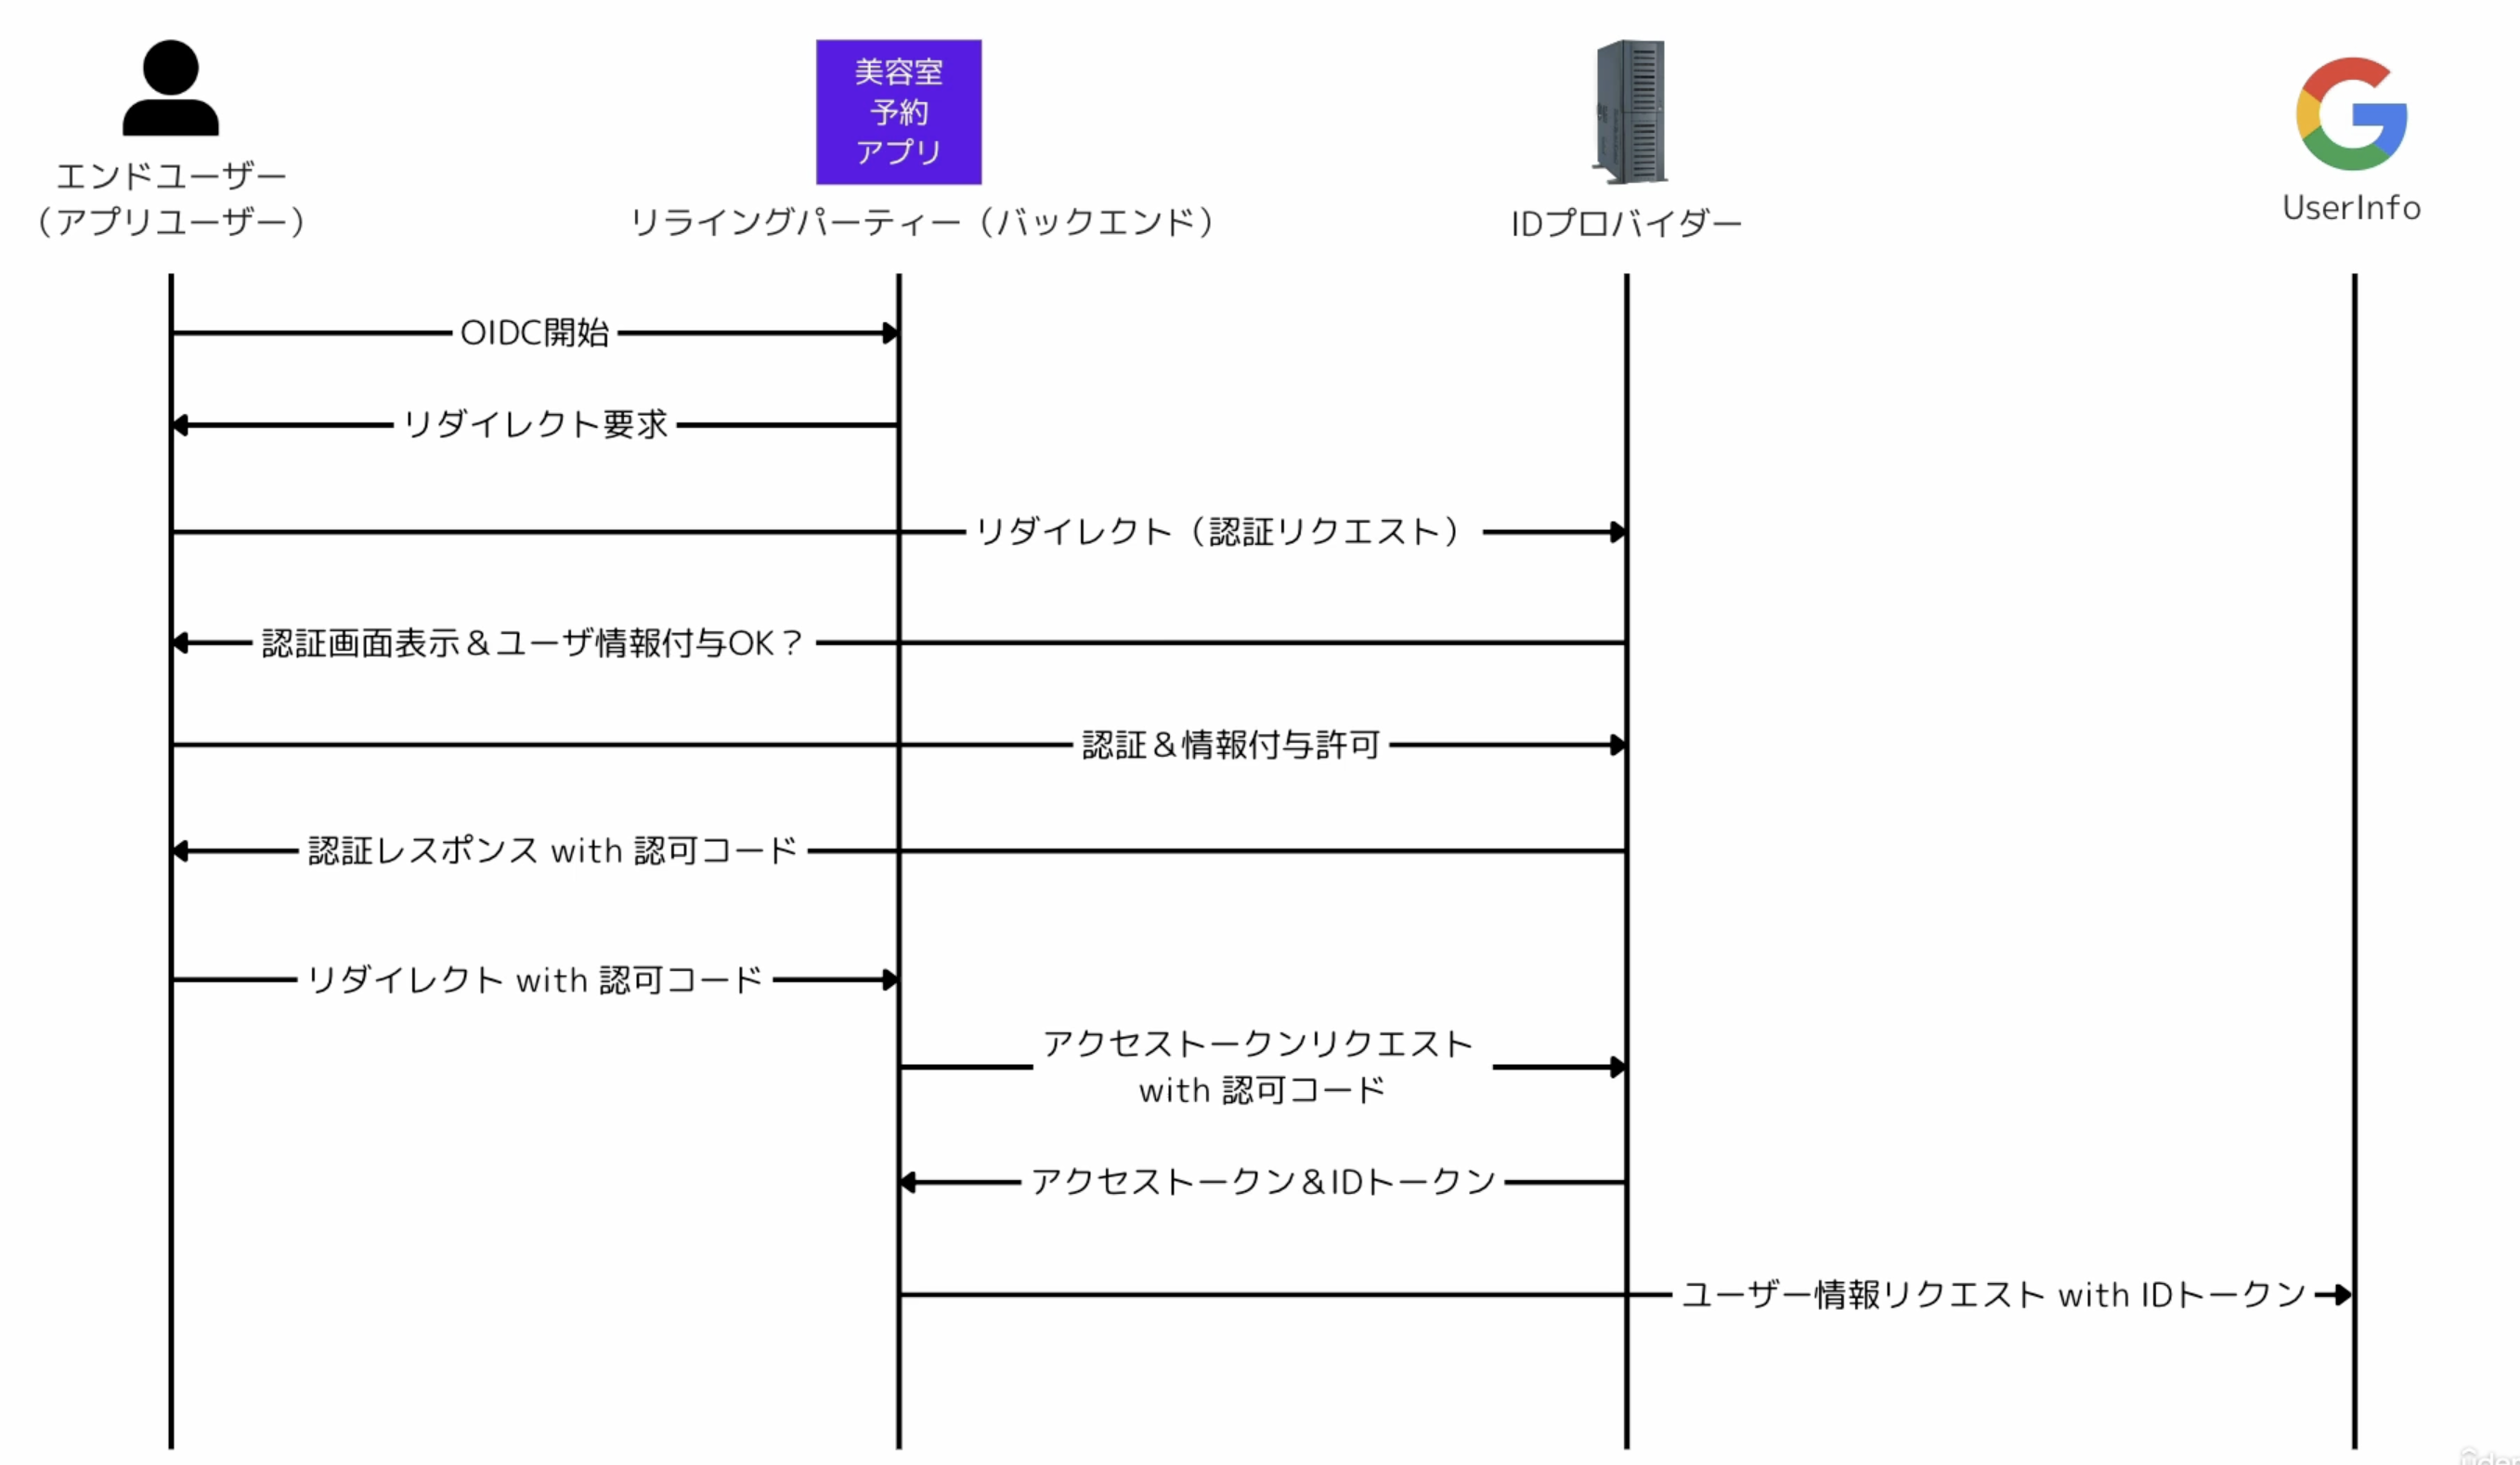 美容室
予約
アプリ
エンドユーザー
（アプリユーザー）
リライングパーティー（バックエンド）
IDプロバイダー
UserInfo
OIDC開始
リダイレクト要求
リダイレクト（認証リクエスト）
認証画面表示＆ユーザ情報付与OK？
認証＆情報付与許可
認証レスポンス with 認可コード
リダイレクト with 認可コード
アクセストークンリクエスト
with 認可コード
アクセストークン＆IDトークン
ユーザー情報リクエスト with IDトークン